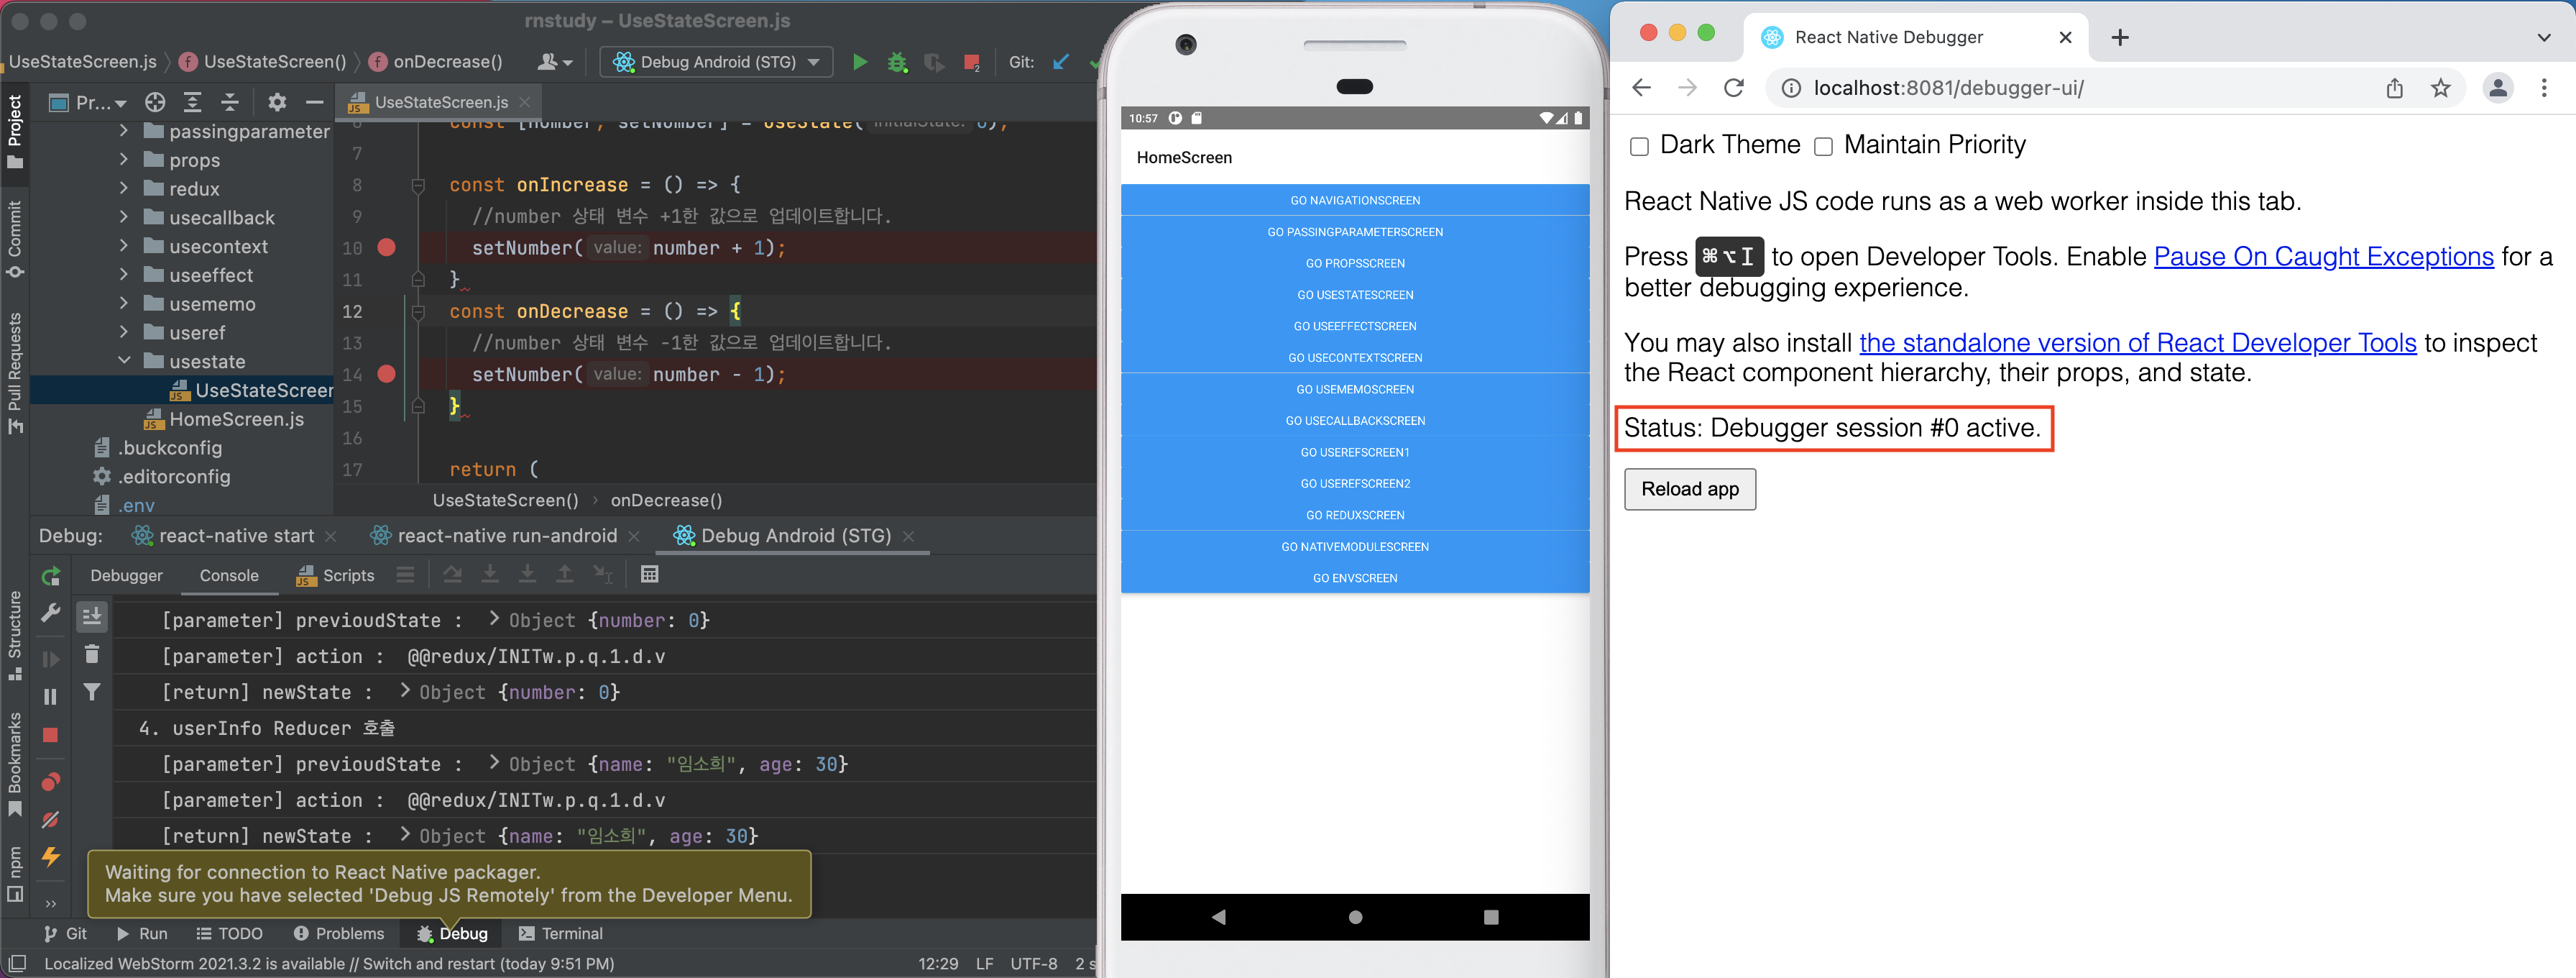 rnstudy – UseStateScreen.js
UseStateScreen.js
UseStateScreen()
onDecrease()
Debug Android (STG)
Git:
Pr...
UseStateScreen.js
Project
Commit
Pull Requests
Structure
Bookmarks
npm
passingparameter
props
redux
usecallback
usecontext
useeffect
usememo
useref
usestate
UseStateScreen
HomeScreen.js
.buckconfig
.editorconfig
.env
6 const [number, setNumber] = useState( initialState: 0);
7
8 const onIncrease = () => {
9 //number 상태 변수 +1한 값으로 업데이트합니다.
10 setNumber( value: number + 1);
11 }
12 const onDecrease = () => {
13 //number 상태 변수 -1한 값으로 업데이트합니다.
14 setNumber( value: number - 1);
15 }
16
17 return (
UseStateScreen() › onDecrease()
Debug: react-native start react-native run-android Debug Android (STG)
Debugger Console Scripts
[parameter] previoudState : > Object {number: 0}
[parameter] action : @@redux/INITw.p.q.1.d.v
[return] newState : > Object {number: 0}
4. userInfo Reducer 호출
[parameter] previoudState : > Object {name: "임소희", age: 30}
[parameter] action : @@redux/INITw.p.q.1.d.v
[return] newState : > Object {name: "임소희", age: 30}
Waiting for connection to React Native packager.
Make sure you have selected 'Debug JS Remotely' from the Developer Menu.
Git Run TODO Problems Debug Terminal
Localized WebStorm 2021.3.2 is available // Switch and restart (today 9:51 PM) 12:29 LF UTF-8 2 s
10:57
HomeScreen
GO NAVIGATIONSCREEN
GO PASSINGPARAMETERSCREEN
GO PROPSSCREEN
GO USESTATESCREEN
GO USEEFFECTSCREEN
GO USECONTEXTSCREEN
GO USEMEMOSCREEN
GO USECALLBACKSCREEN
GO USEREFSCREEN1
GO USEREFSCREEN2
GO REDUXSCREEN
GO NATIVEMODULESCREEN
GO ENVSCREEN
React Native Debugger
localhost:8081/debugger-ui/
Dark Theme Maintain Priority
React Native JS code runs as a web worker inside this tab.
Press ⌘⌥I to open Developer Tools. Enable Pause On Caught Exceptions for a
better debugging experience.
You may also install the standalone version of React Developer Tools to inspect
the React component hierarchy, their props, and state.
Status: Debugger session #0 active.
Reload app